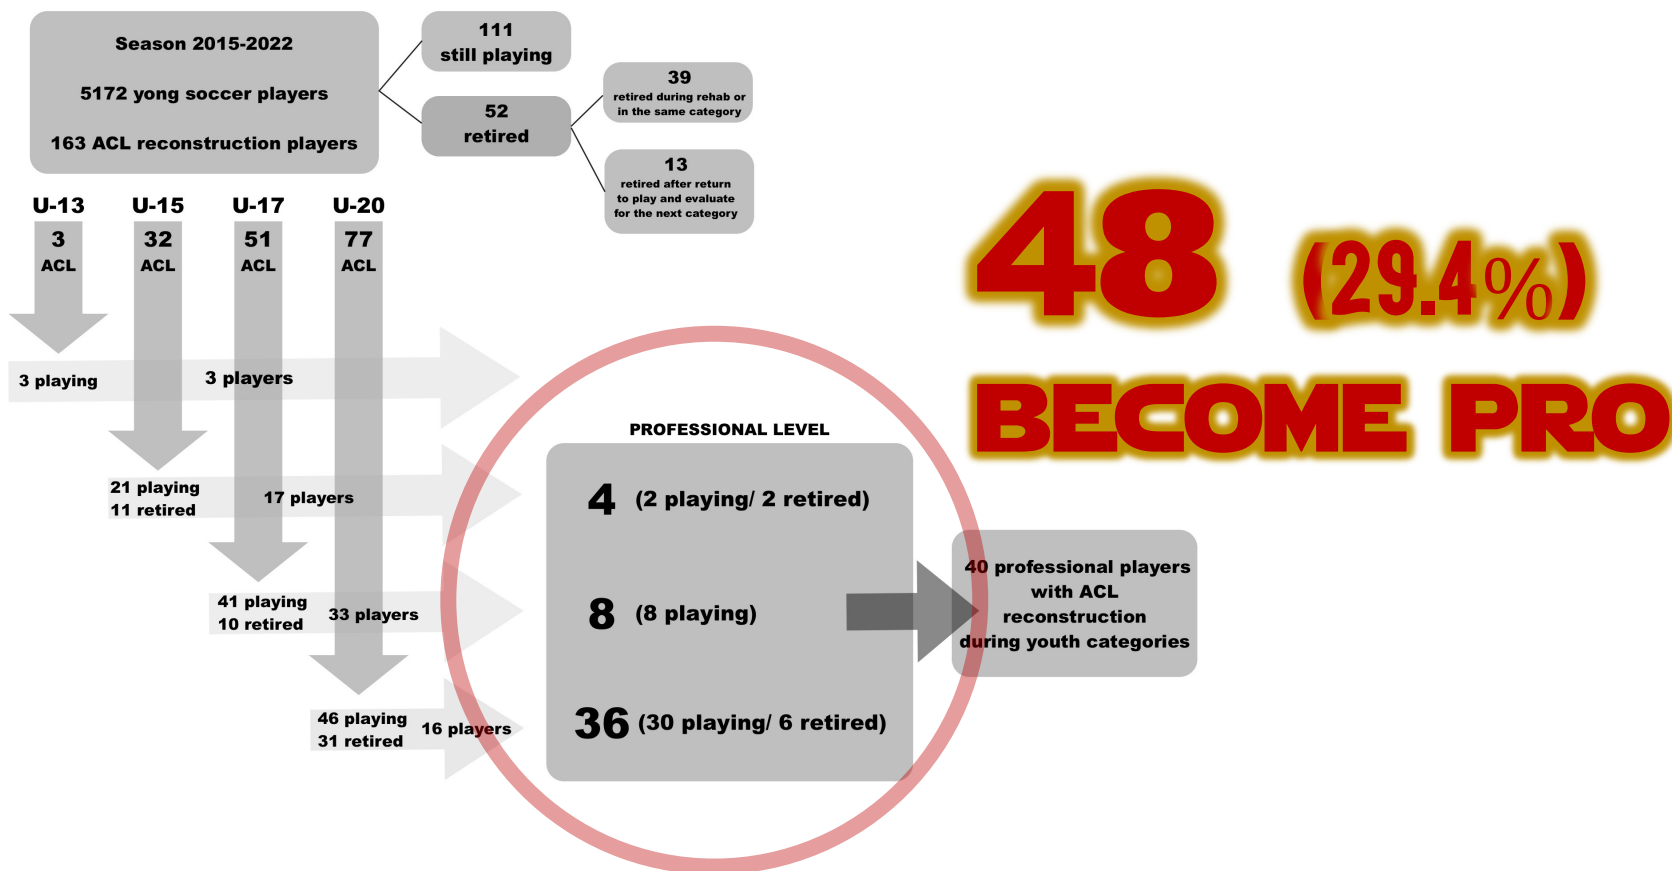 Season 2015-2022
5172 yong soccer players
163 ACL reconstruction players
111
still playing
52
retired
39
retired during rehab or
in the same category
13
retired after return
to play and evaluate
for the next category
U-13
3
ACL
U-15
32
ACL
U-17
51
ACL
U-20
77
ACL
3 playing
3 players
21 playing
11 retired
17 players
41 playing
10 retired
33 players
46 playing
31 retired
16 players
PROFESSIONAL LEVEL
4 (2 playing/ 2 retired)
8 (8 playing)
36 (30 playing/ 6 retired)
40 professional players
with ACL
reconstruction
during youth categories
48 (29.4%)
BECOME PRO